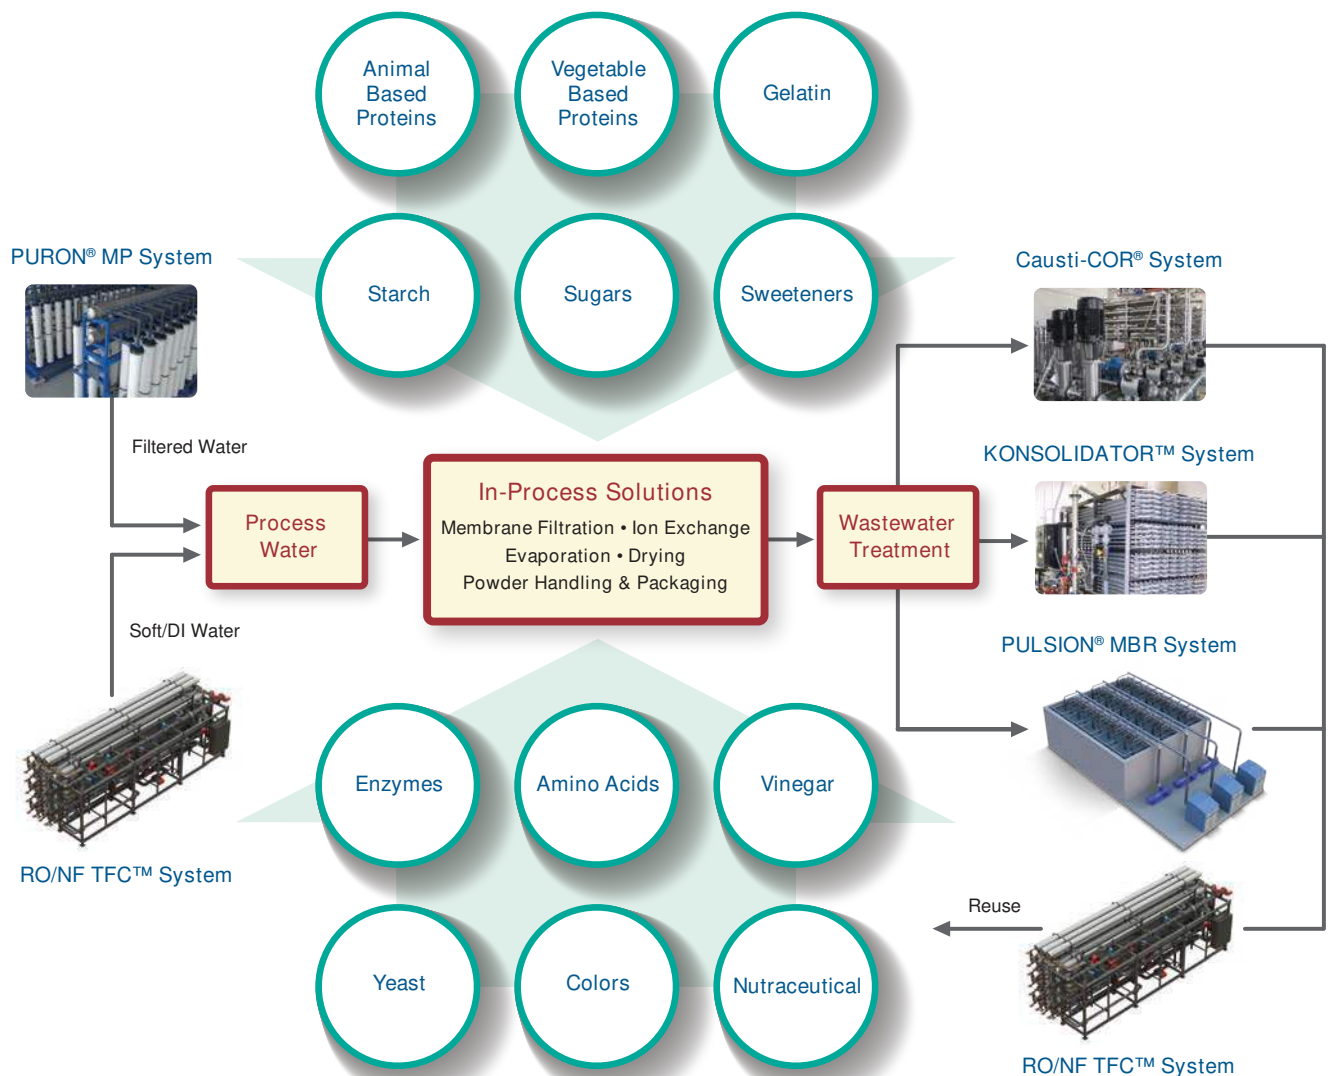 Animal
Based
Proteins
Vegetable
Based
Proteins
Gelatin
PURON® MP System
Starch
Sugars
Sweeteners
Causti-COR® System
Filtered Water
KONSOLIDATOR™ System
Process
Water
In-Process Solutions
Membrane Filtration • Ion Exchange
Evaporation • Drying
Powder Handling & Packaging
Wastewater
Treatment
Soft/DI Water
PULSION® MBR System
RO/NF TFC™ System
Enzymes
Amino Acids
Vinegar
Reuse
Yeast
Colors
Nutraceutical
RO/NF TFC™ System